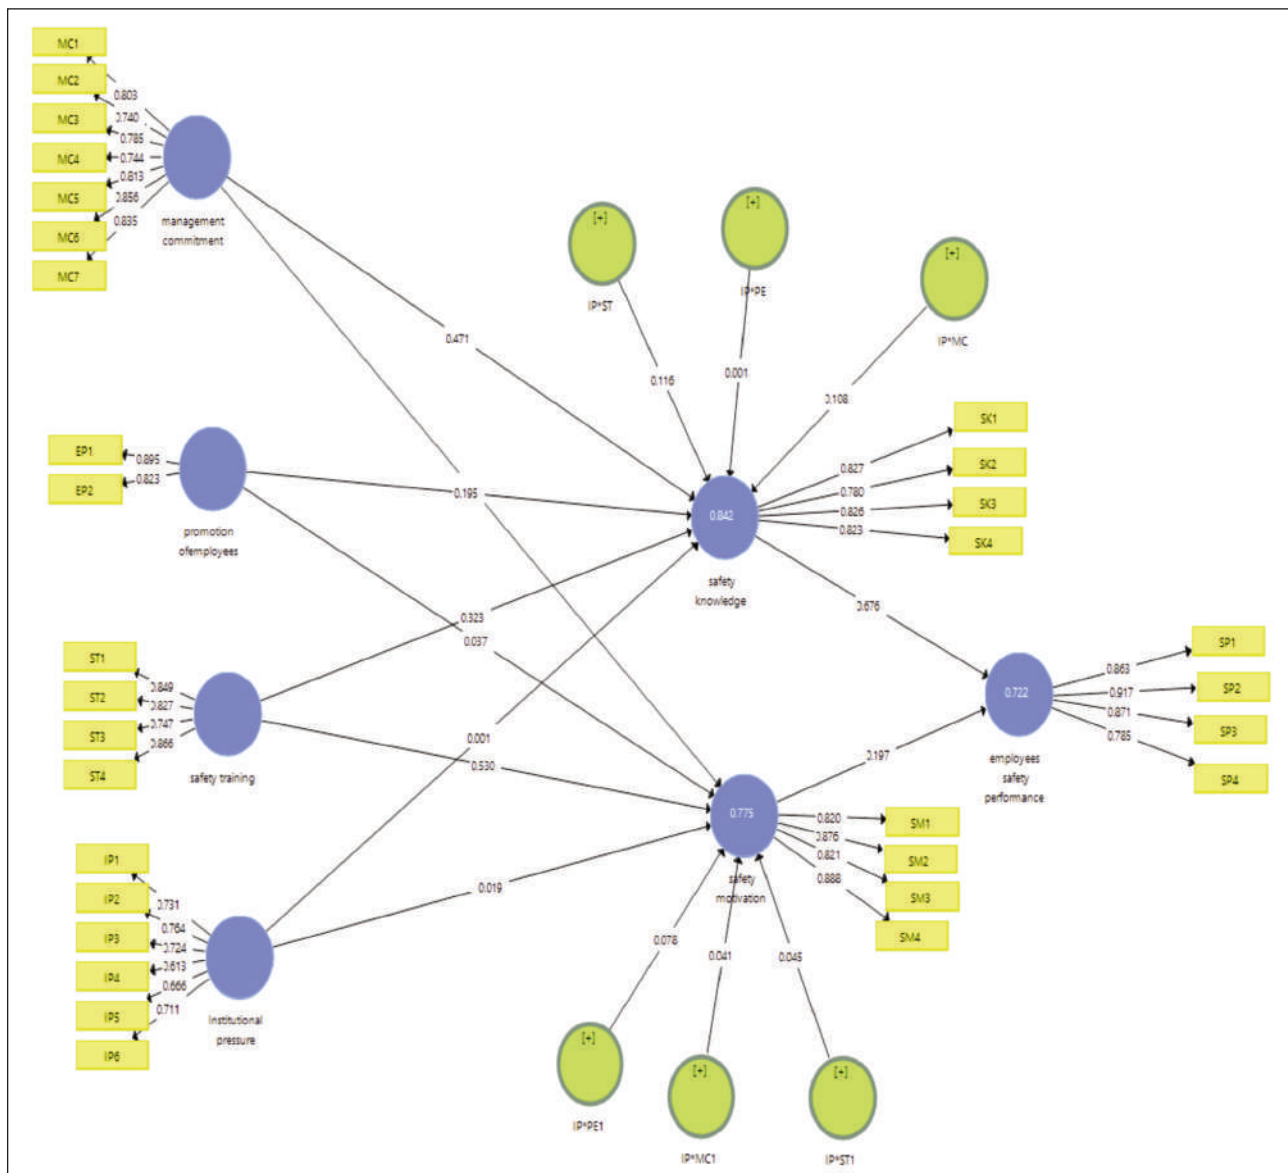 MC1
MC2
MC3
MC4
MC5
MC6
MC7
0.803
0.740
0.785
0.744
0.813
0.856
0.835
management
commitment
[+]
IP*ST
[+]
IP*PE
[+]
IP*MC
0.471
0.116
0.001
0.108
EP1
EP2
0.895
0.823
promotion
ofemployees
0.195
0.842
safety
knowledge
0.827
0.780
0.826
0.823
SK1
SK2
SK3
SK4
0.323
0.037
0.676
ST1
ST2
ST3
ST4
0.849
0.827
0.747
0.866
safety training
0.001
0.530
0.722
employees
safety
performance
0.863
0.917
0.871
0.785
SP1
SP2
SP3
SP4
0.197
0.775
safety
motivation
0.820
0.876
0.821
0.888
SM1
SM2
SM3
SM4
IP1
IP2
IP3
IP4
IP5
IP6
0.731
0.764
0.724
0.613
0.666
0.711
Institutional
pressure
0.019
0.078
0.041
0.045
[+]
IP*PE1
[+]
IP*MC1
[+]
IP*ST1